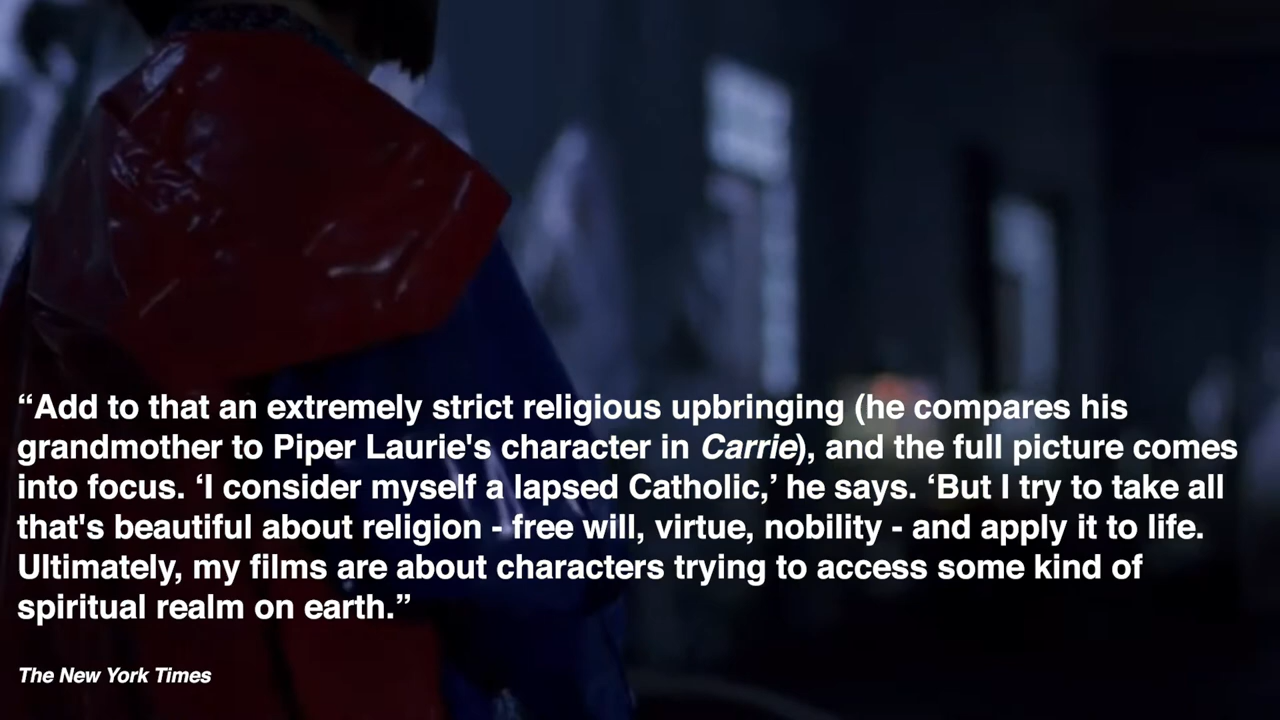 “Add to that an extremely strict religious upbringing (he compares his
grandmother to Piper Laurie's character in Carrie), and the full picture comes
into focus. ‘I consider myself a lapsed Catholic,’ he says. ‘But I try to take all
that's beautiful about religion - free will, virtue, nobility - and apply it to life.
Ultimately, my films are about characters trying to access some kind of
spiritual realm on earth.”
The New York Times